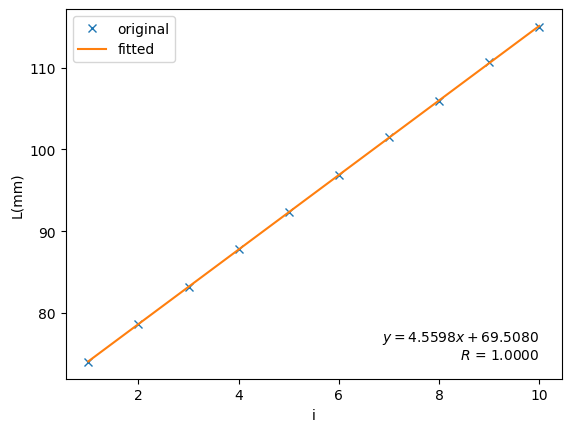 original
fitted
L(mm)
110
100
90
80
y = 4.5598x + 69.5080
R = 1.0000
2
4
6
8
10
i